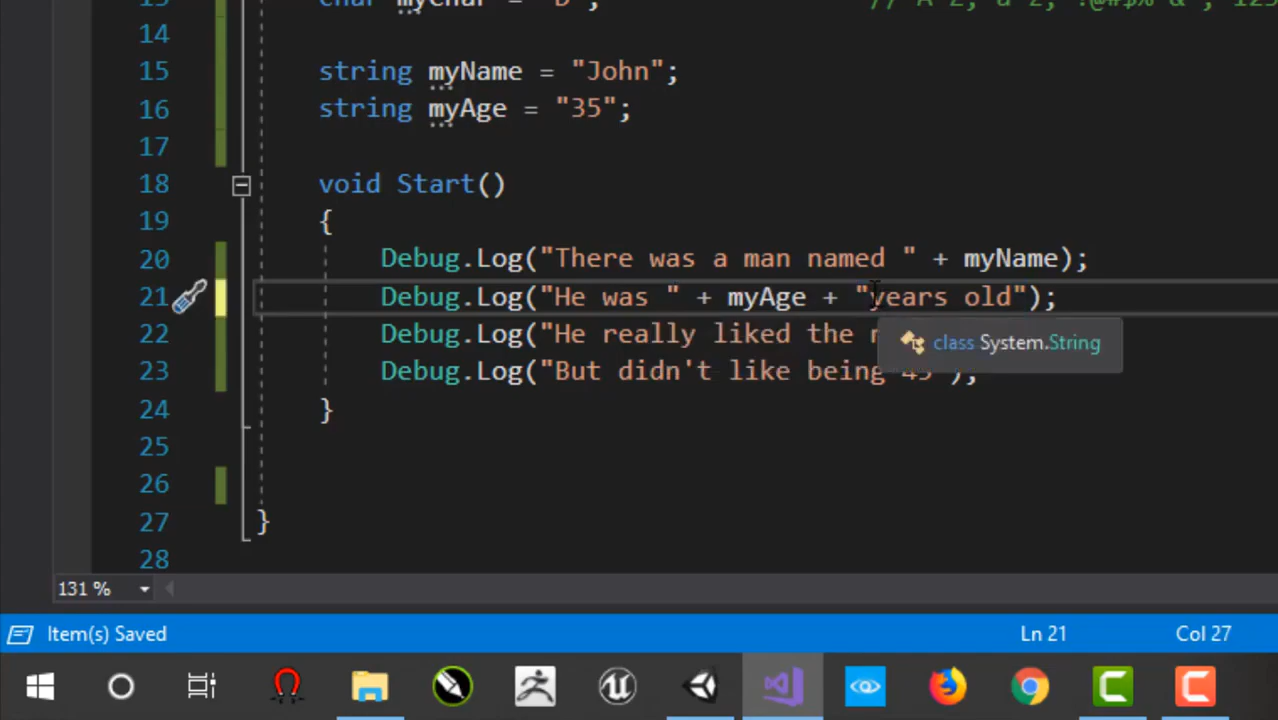 14
15 string myName = "John";
16 string myAge = "35";
17
18 void Start()
19 {
20 Debug.Log("There was a man named " + myName);
21 Debug.Log("He was " + myAge + "years old");
22 Debug.Log("He really liked the
class System.String
23 Debug.Log("But didn't like being 45");
24 }
25
26
27 }
28
131 %
Item(s) Saved Ln 21 Col 27